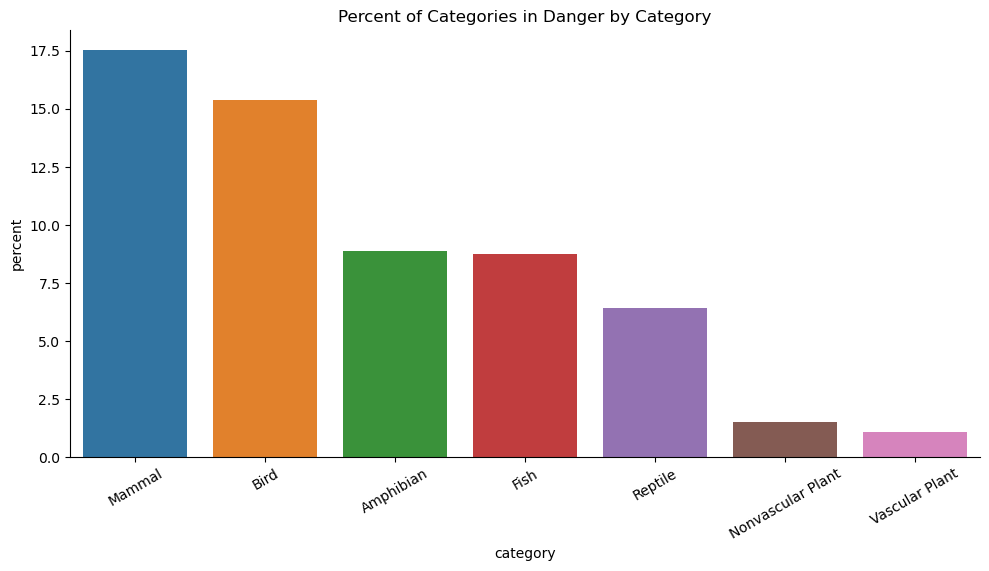 Percent of Categories in Danger by Category
percent
17.5
15.0
12.5
10.0
7.5
5.0
2.5
0.0
Mammal
Bird
Amphibian
Fish
Reptile
Nonvascular Plant
Vascular Plant
category